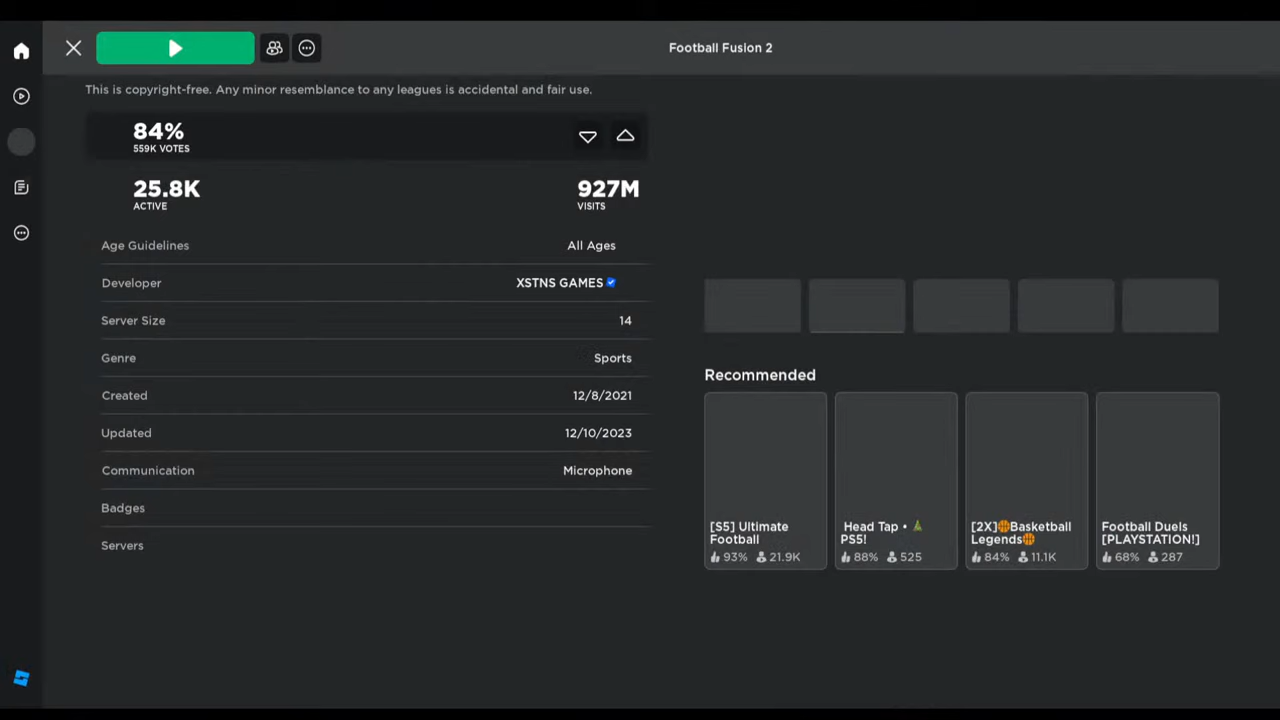 Football Fusion 2
This is copyright-free. Any minor resemblance to any leagues is accidental and fair use.
84%
559K VOTES
25.8K
ACTIVE
927M
VISITS
Age Guidelines
All Ages
Developer
XSTNS GAMES
Server Size
14
Genre
Sports
Created
12/8/2021
Updated
12/10/2023
Communication
Microphone
Badges
Servers
Recommended
[S5] Ultimate
Football
93% 21.9K
Head Tap •
PS5!
88% 525
[2X]🏀Basketball
Legends🏀
84% 11.1K
Football Duels
[PLAYSTATION!]
68% 287